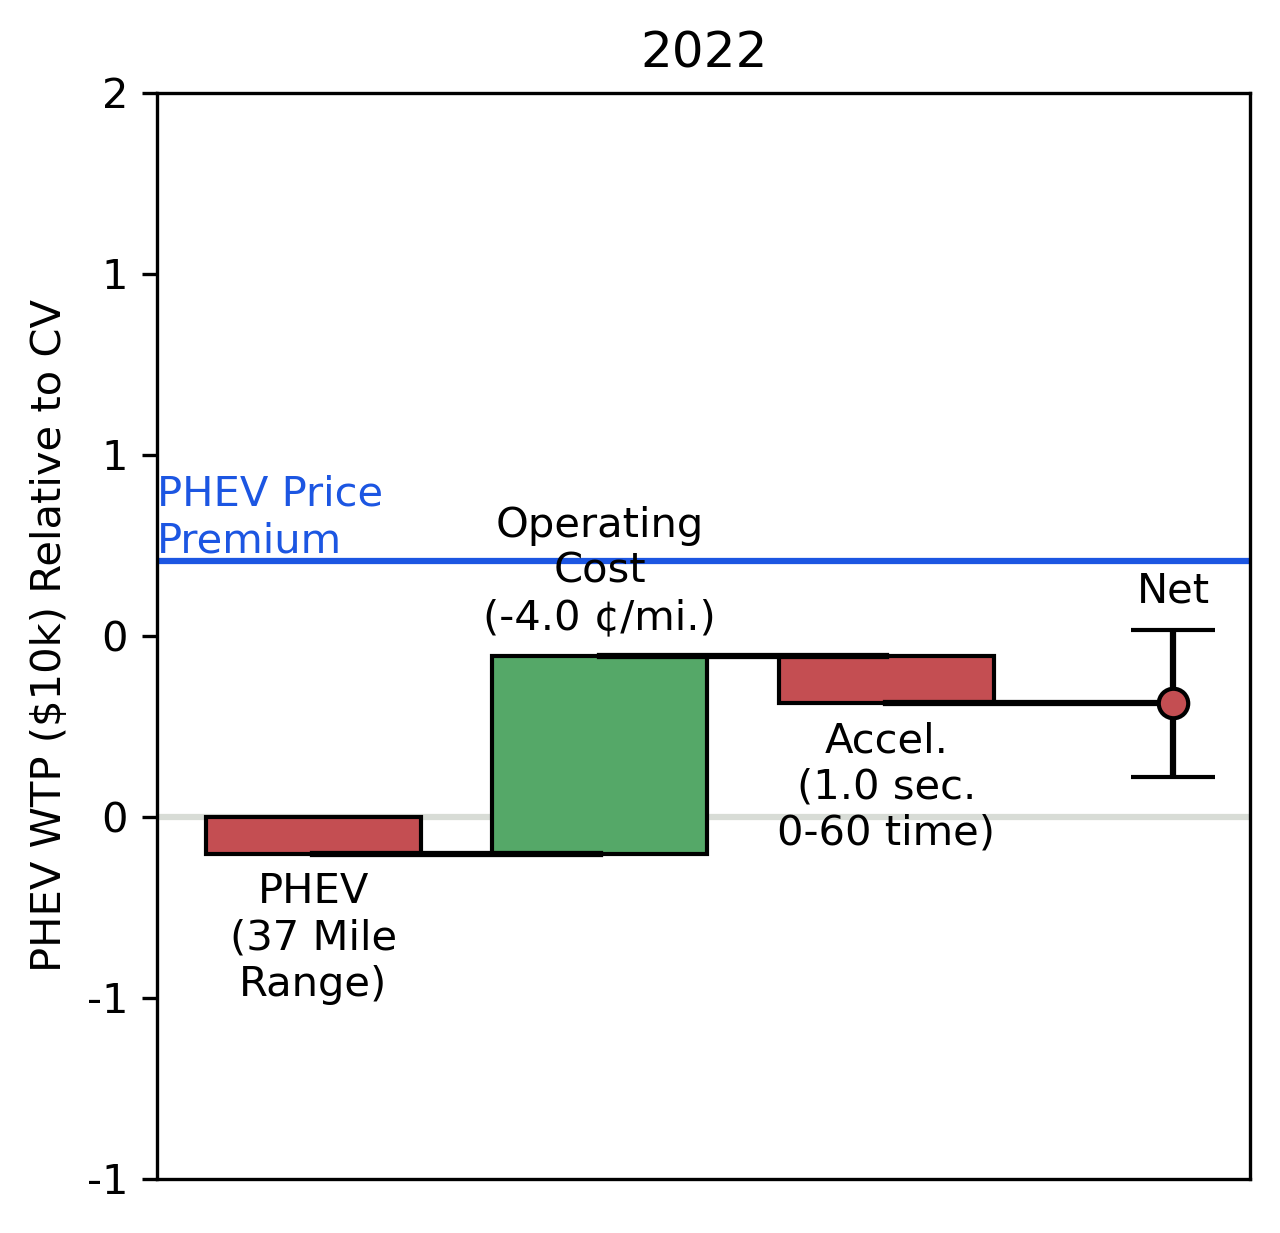 2022
2
1
1
0
0
-1
-1
PHEV WTP ($10k) Relative to CV
PHEV Price
Premium
Operating
Cost
(-4.0 ¢/mi.)
Net
Accel.
(1.0 sec.
0-60 time)
PHEV
(37 Mile
Range)